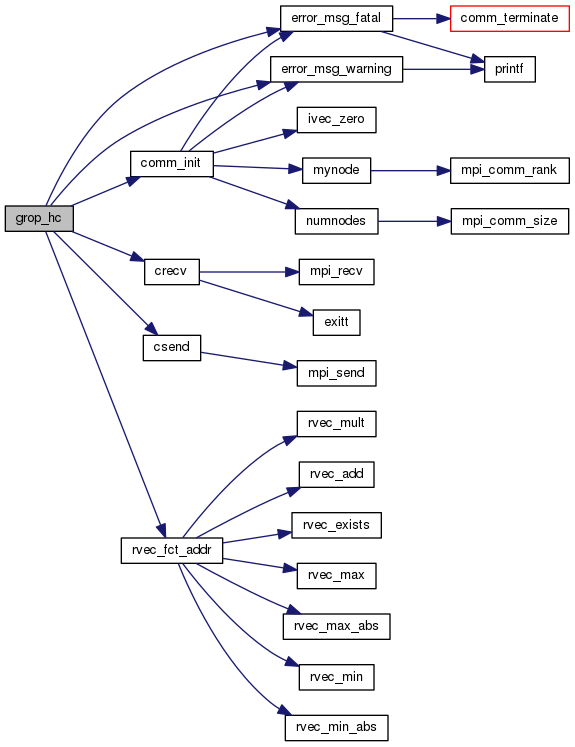 error_msg_fatal
comm_terminate
error_msg_warning
printf
ivec_zero
comm_init
mynode
mpi_comm_rank
grop_hc
numnodes
mpi_comm_size
crecv
mpi_recv
exitt
csend
mpi_send
rvec_mult
rvec_add
rvec_exists
rvec_fct_addr
rvec_max
rvec_max_abs
rvec_min
rvec_min_abs